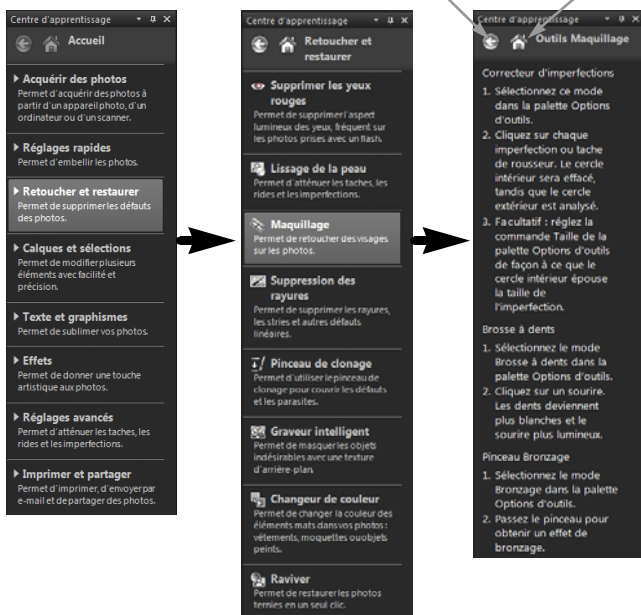 Centre d'apprentissage
Accueil
Acquérir des photos
Permet d'acquérir des photos à
partir d'un appareil photo, d'un
ordinateur ou d'un scanner.
Réglages rapides
Permet d'embellir les photos.
Retoucher et restaurer
Permet de supprimer les défauts
des photos.
Calques et sélections
Permet de modifier plusieurs
éléments avec facilité et
précision.
Texte et graphismes
Permet de sublimer vos photos.
Effets
Permet de donner une touche
artistique aux photos.
Réglages avancés
Permet d'atténuer les taches, les
rides et les imperfections.
Imprimer et partager
Permet d'imprimer, d'envoyer par
e-mail et de partager des photos.
Centre d'apprentissage
Retoucher et
restaurer
Supprimer les yeux
rouges
Permet de supprimer l'aspect
lumineux des yeux, fréquent sur
les photos prises avec un flash.
Lissage de la peau
Permet d'atténuer les taches, les
rides et les imperfections.
Maquillage
Permet de retoucher des visages
sur les photos.
Suppression des
rayures
Permet de supprimer les rayures,
les stries et autres défauts
linéaires.
Pinceau de clonage
Permet d'utiliser le pinceau de
clonage pour couvrir les défauts
et les parasites.
Graveur intelligent
Permet de masquer les objets
indésirables avec une texture
d'arrière-plan.
Changeur de couleur
Permet de changer la couleur des
éléments mats dans vos photos :
vêtements, moquettes ou objets
peints.
Raviver
Permet de restaurer les photos
ternies en un seul clic.
Centre d'apprentissage
Outils Maquillage
Correcteur d'imperfections
1. Sélectionnez ce mode
dans la palette Options
d'outils.
2. Cliquez sur chaque
imperfection ou tache
de rousseur. Le cercle
intérieur sera effacé,
tandis que le cercle
extérieur est analysé.
3. Facultatif : réglez la
commande Taille de la
palette Options d'outils
de façon à ce que le
cercle intérieur épouse
la taille de
l'imperfection.
Brosse à dents
1. Sélectionnez le mode
Brosse à dents dans la
palette Options d'outils.
2. Cliquez sur un sourire.
Les dents deviennent
plus blanches et le
sourire plus lumineux.
Pinceau Bronzage
1. Sélectionnez le mode
Bronzage dans la palette
Options d'outils.
2. Passez le pinceau pour
obtenir un effet de
bronzage.